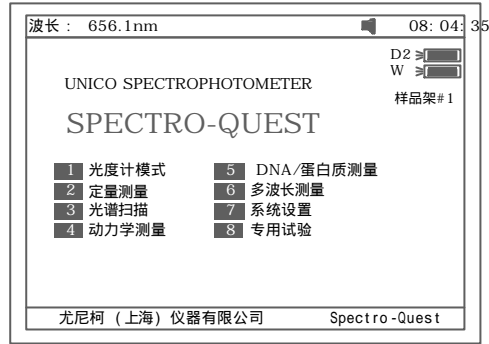 波长： 656.1nm 08: 04: 35
D2
W
样品架#1
UNICO SPECTROPHOTOMETER
SPECTRO-QUEST
1 光度计模式 5 DNA/蛋白质测量
2 定量测量 6 多波长测量
3 光谱扫描 7 系统设置
4 动力学测量 8 专用试验
尤尼柯 (上海) 仪器有限公司 Spectro-Quest